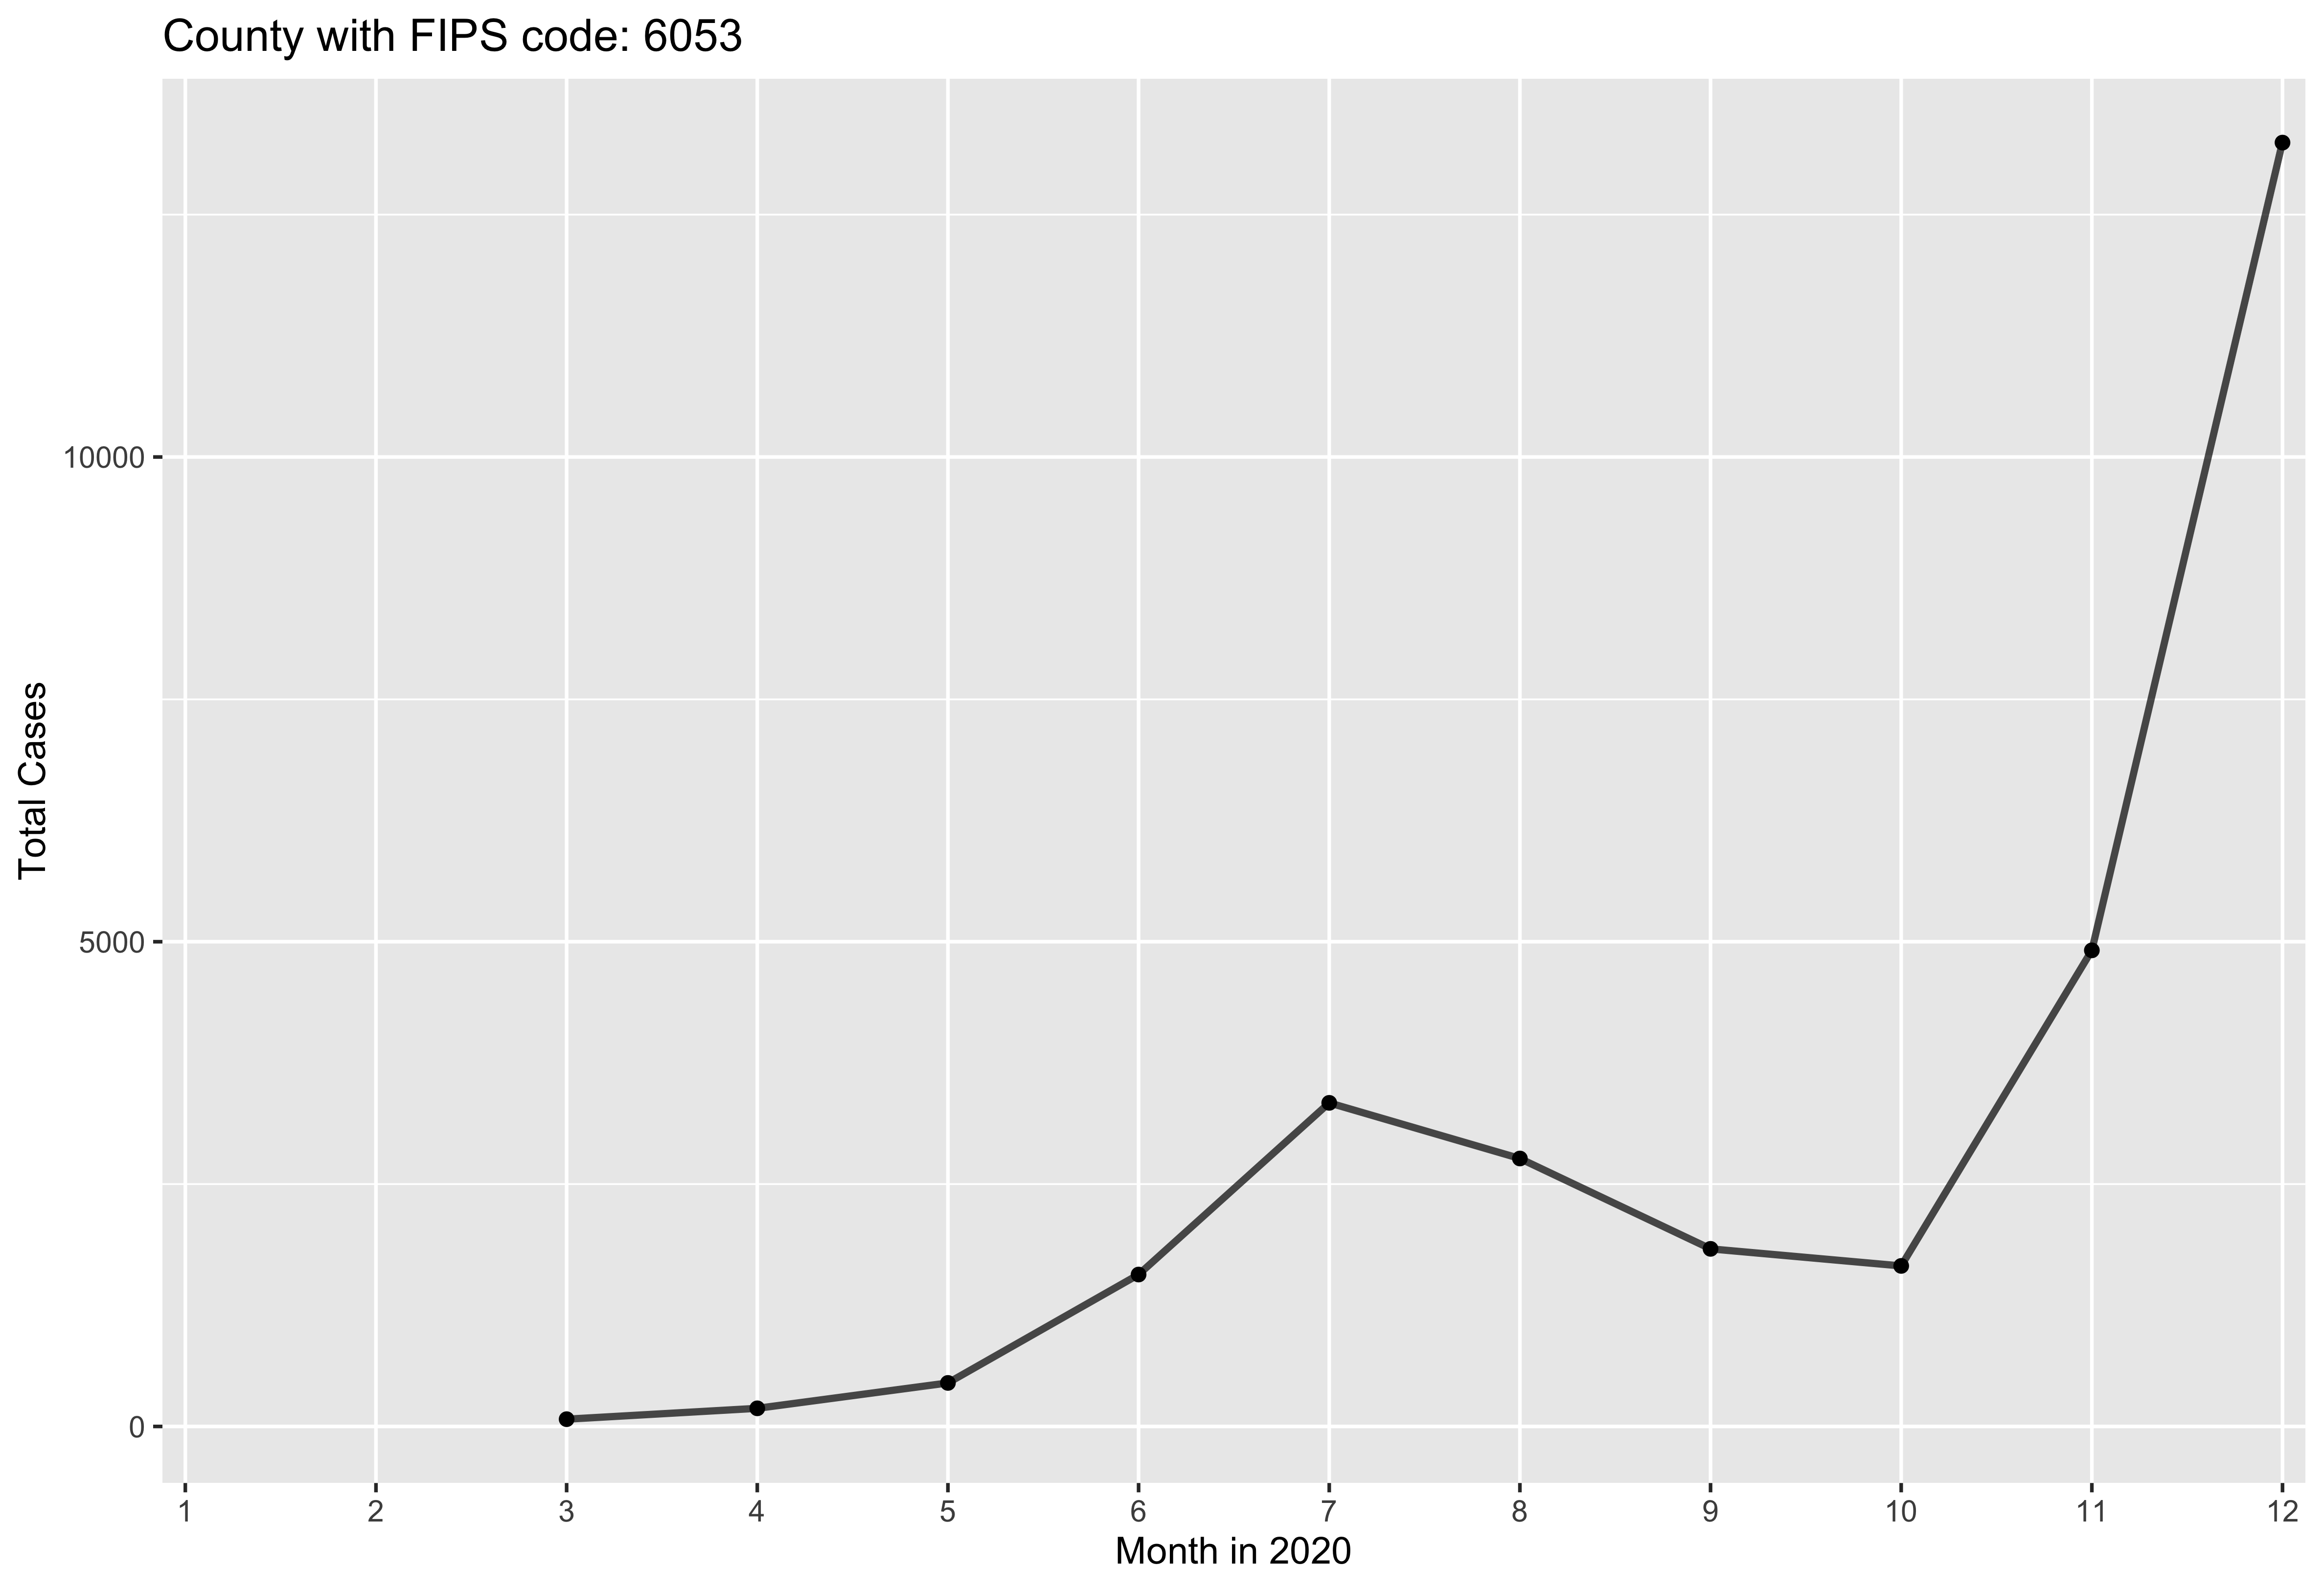 County with FIPS code: 6053
Total Cases
10000
5000
0
1 2 3 4 5 6 7 8 9 10 11 12
Month in 2020